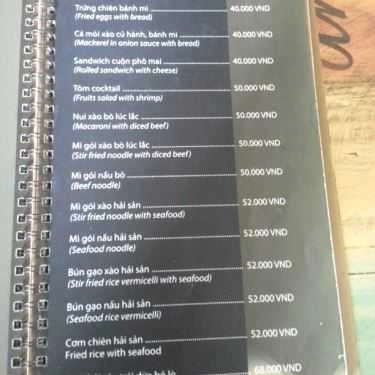 Trứng chiên bánh mì 40.000 VND
(Fried eggs with bread)
Cá mòi xào củ hành, bánh mì 40.000 VND
(Mackerel in onion sauce with bread)
Sandwich cuộn phô mai 40.000 VND
(Rolled sandwich with cheese)
Tôm cocktail 50.000 VND
(Fruits salad with shrimp)
Nui xào bò lúc lắc 50.000 VND
(Macaroni with diced beef)
Mì gói xào bò lúc lắc 50.000 VND
(Stir fried noodle with diced beef)
Mì gói nấu bò 50.000 VND
(Beef noodle)
Mì gói xào hải sản 52.000 VND
(Stir fried noodle with seafood)
Mì gói nấu hải sản 52.000 VND
(Seafood noodle)
Bún gạo xào hải sản 52.000 VND
(Stir fried rice vermicelli with seafood)
Bún gạo nấu hải sản 52.000 VND
(Seafood rice vermicelli)
Cơm chiên hải sản 52.000 VND
Fried rice with seafood
68.000 VND